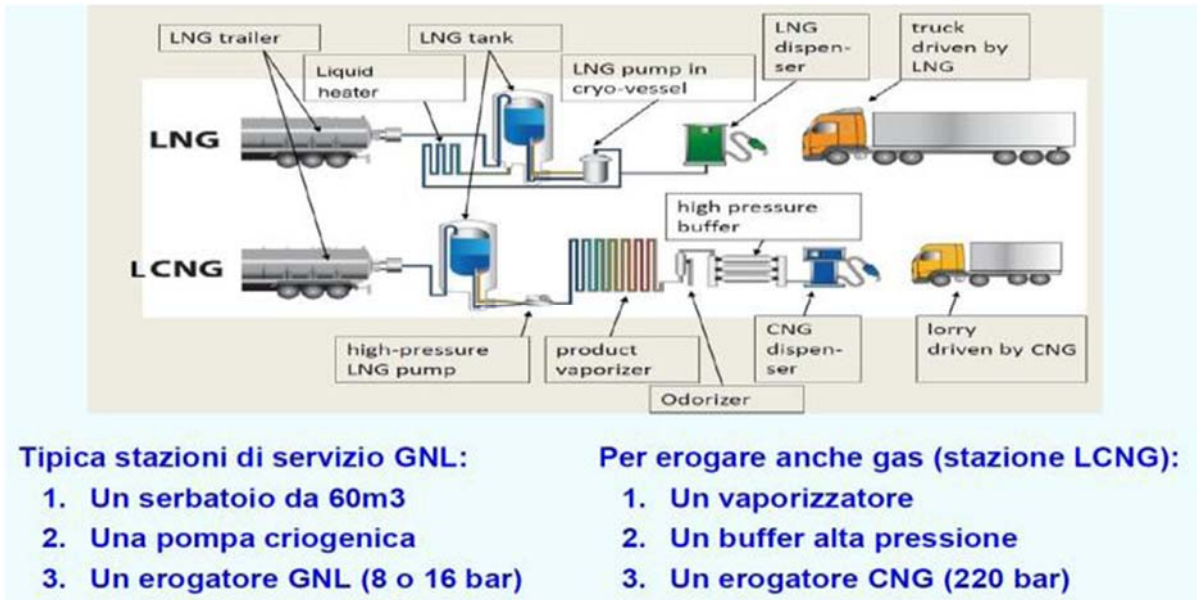 LNG trailer
LNG tank
LNG
dispen-
ser
truck
driven by
LNG
Liquid
heater
LNG pump in
cryo-vessel
LNG
high pressure
buffer
LCNG
high-pressure
LNG pump
product
vaporizer
CNG
dispen-
ser
lorry
driven by CNG
Odorizer
Tipica stazioni di servizio GNL:
1. Un serbatoio da 60m3
2. Una pompa criogenica
3. Un erogatore GNL (8 o 16 bar)
Per erogare anche gas (stazione LCNG):
1. Un vaporizzatore
2. Un buffer alta pressione
3. Un erogatore CNG (220 bar)